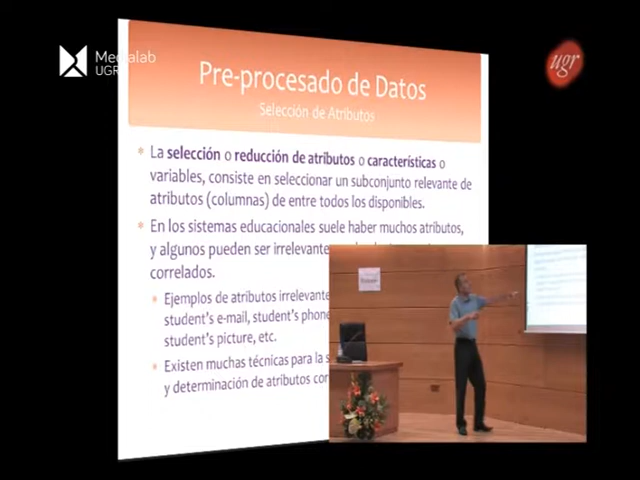 Medialab
UGR
ugr
Pre-procesado de Datos
Selección de Atributos
La selección o reducción de atributos o características o
variables, consiste en seleccionar un subconjunto relevante de
atributos (columnas) de entre todos los disponibles.
En los sistemas educacionales suele haber muchos atributos,
y algunos pueden ser irrelevante
correlados.
Ejemplos de atributos irrelevante
student's e-mail, student's phone
student's picture, etc.
Existen muchas técnicas para la s
y determinación de atributos cor